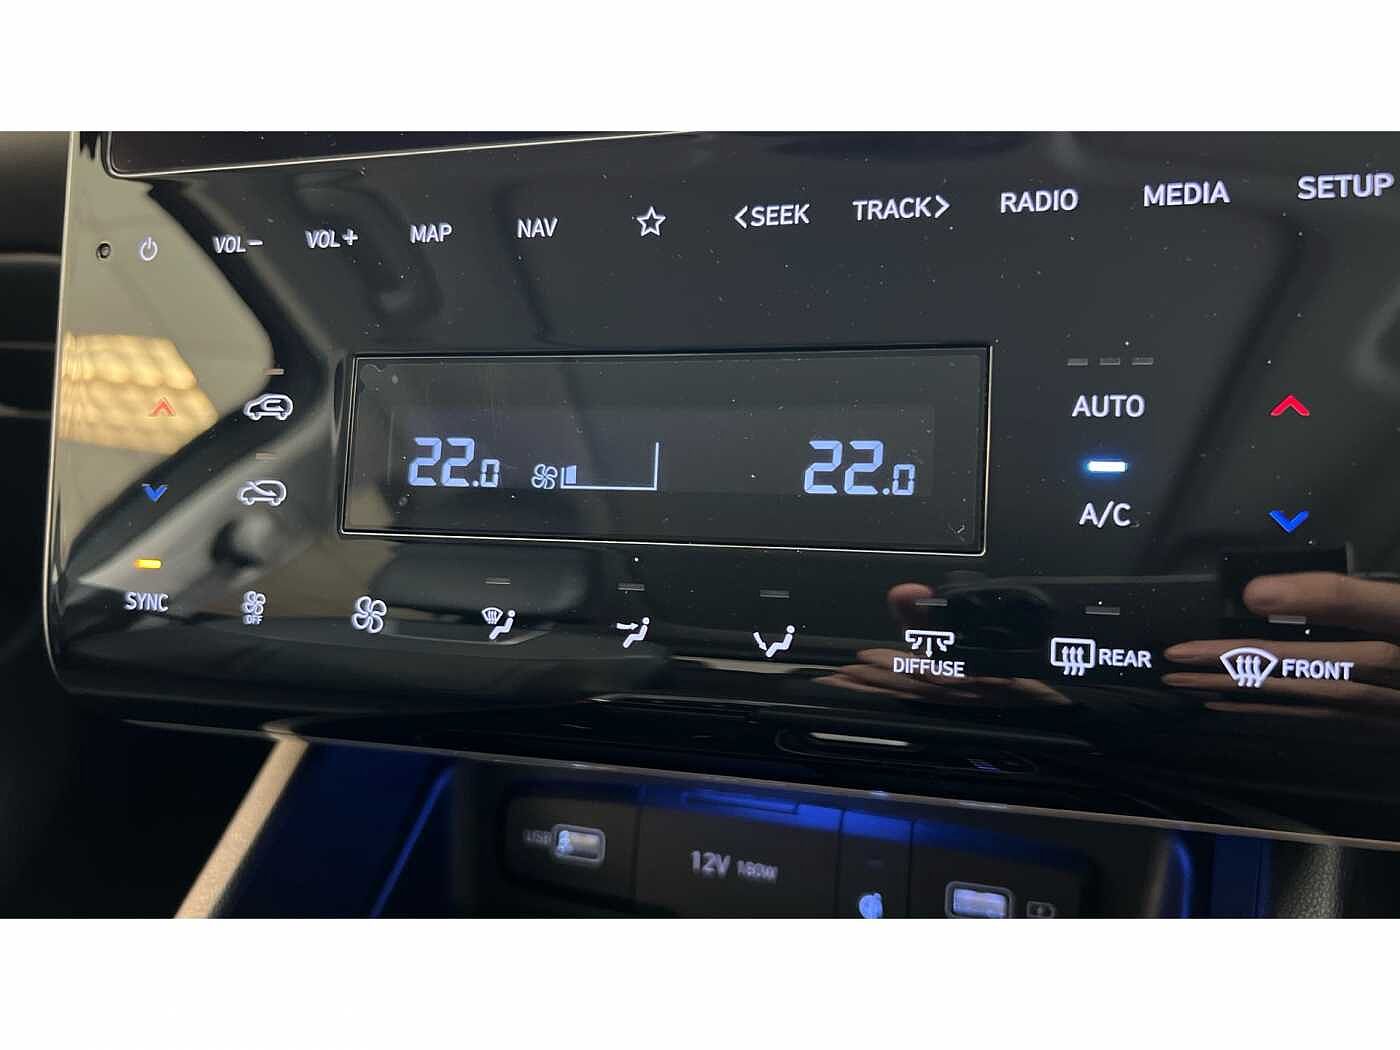 VOL− VOL+ MAP NAV <SEEK TRACK> RADIO MEDIA SETUP
AUTO
22.0 22.0
A/C
SYNC OFF
DIFFUSE REAR FRONT
USB 12V 180W